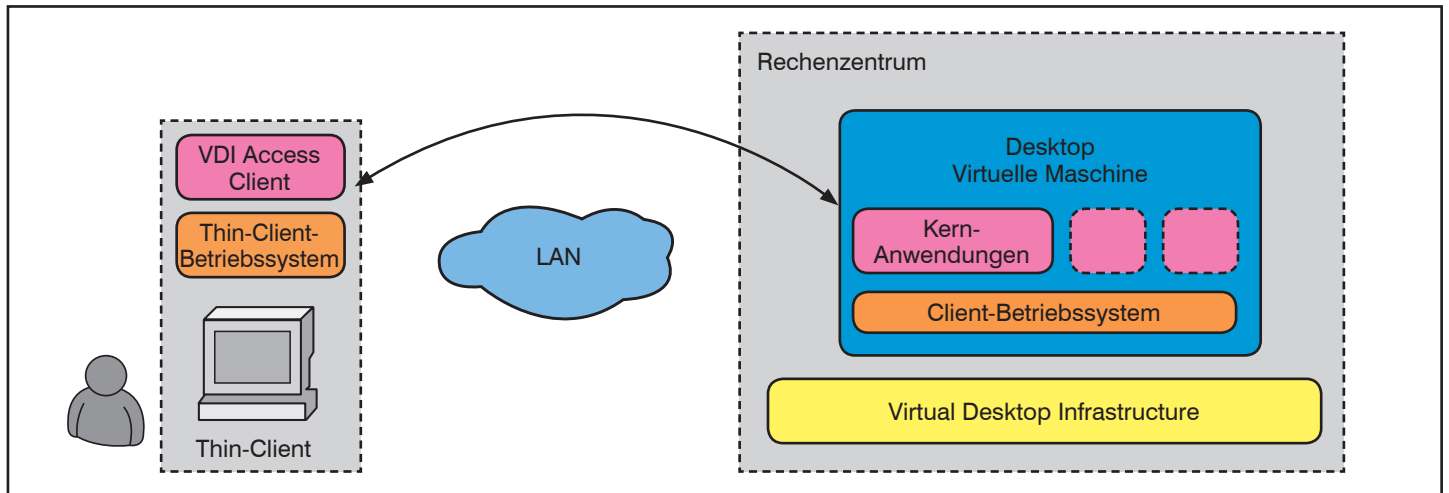 Rechenzentrum
VDI Access
Client
Thin-Client-
Betriebssystem
Thin-Client
LAN
Desktop
Virtuelle Maschine
Kern-
Anwendungen
Client-Betriebssystem
Virtual Desktop Infrastructure